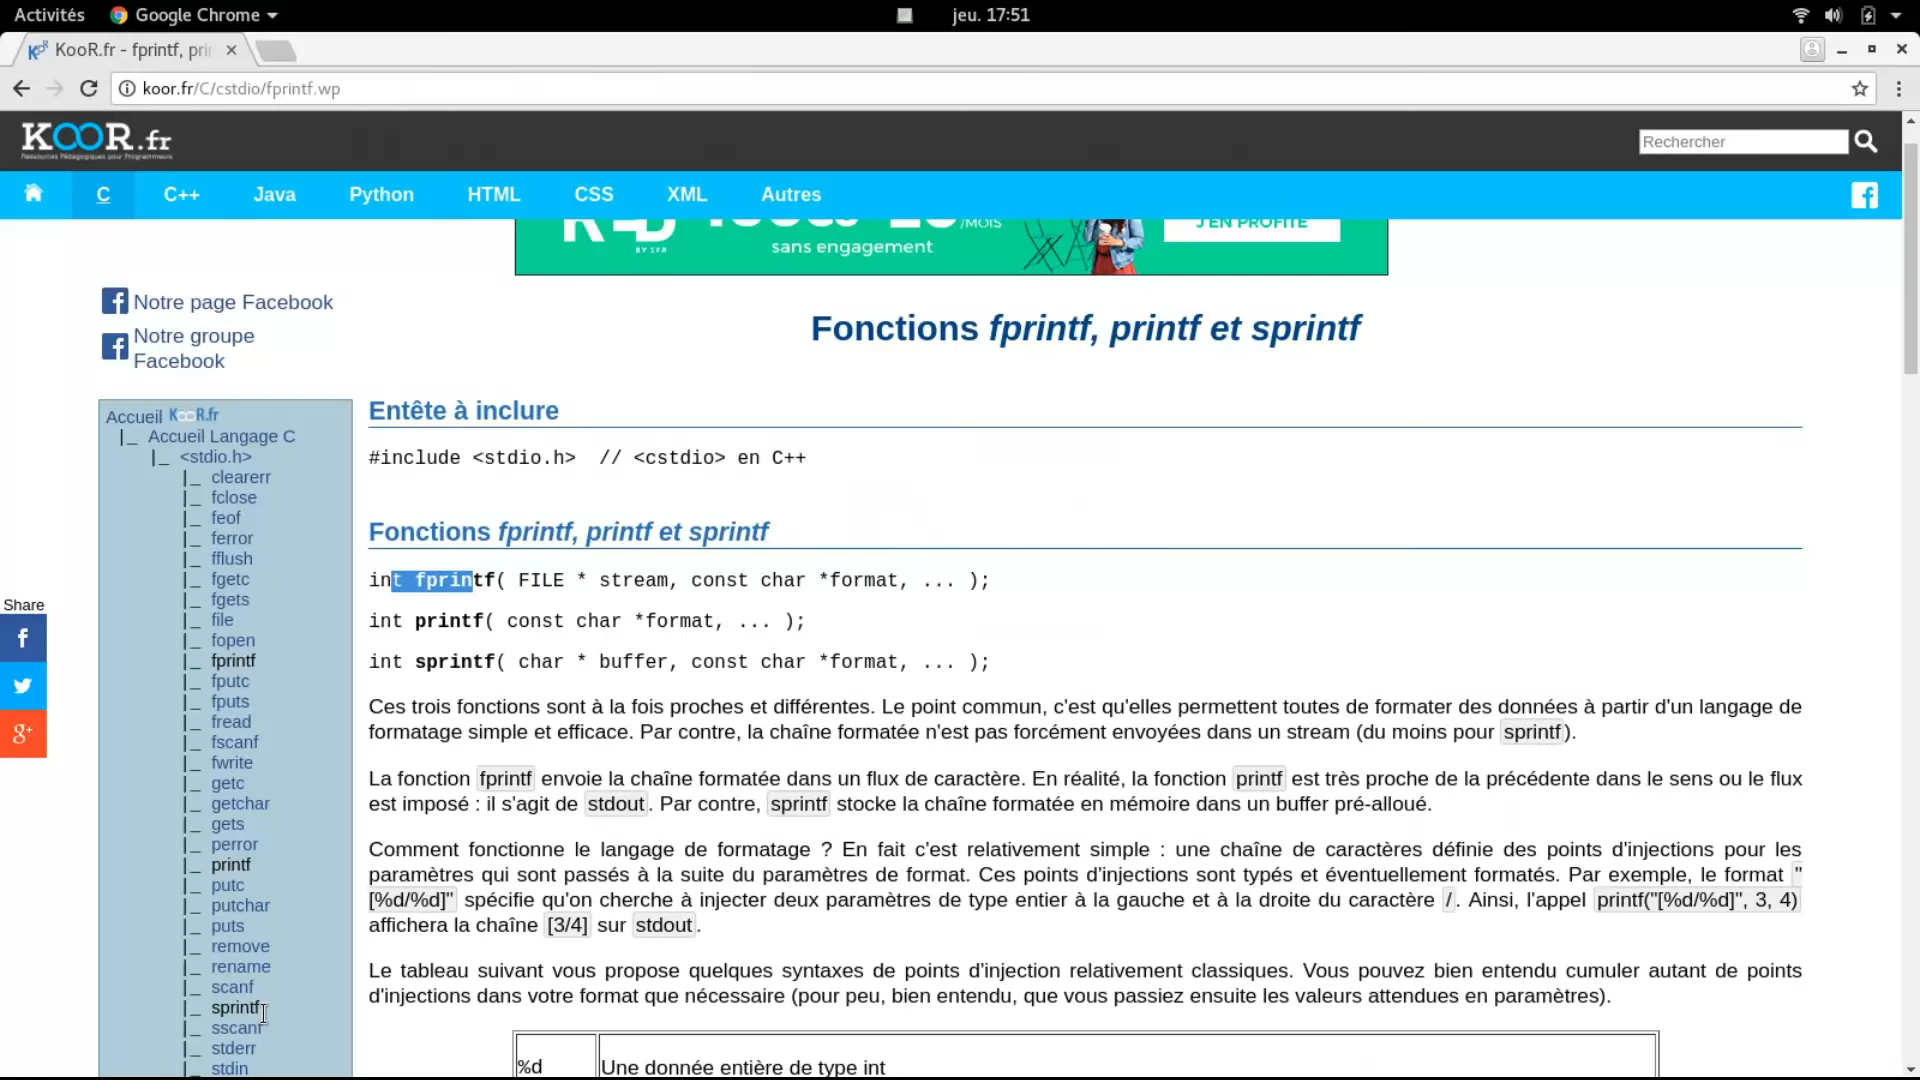 Activités Google Chrome jeu. 17:51
KooR.fr - fprintf, pri
koor.fr/C/cstdio/fprintf.wp
KOOR.fr Rechercher
Ressources Pédagogiques pour Programmeurs
C C++ Java Python HTML CSS XML Autres
/MOIS J'EN PROFITE
BY SFR sans engagement
Notre page Facebook
Notre groupe
Facebook
Fonctions fprintf, printf et sprintf
Share
Accueil KooR.fr
|_ Accueil Langage C
|_ <stdio.h>
|_ clearerr
|_ fclose
|_ feof
|_ ferror
|_ fflush
|_ fgetc
|_ fgets
|_ file
|_ fopen
|_ fprintf
|_ fputc
|_ fputs
|_ fread
|_ fscanf
|_ fwrite
|_ getc
|_ getchar
|_ gets
|_ perror
|_ printf
|_ putc
|_ putchar
|_ puts
|_ remove
|_ rename
|_ scanf
|_ sprintf
|_ sscanf
|_ stderr
|_ stdin
Entête à inclure
#include <stdio.h> // <cstdio> en C++
Fonctions fprintf, printf et sprintf
int fprintf( FILE * stream, const char *format, ... );
int printf( const char *format, ... );
int sprintf( char * buffer, const char *format, ... );
Ces trois fonctions sont à la fois proches et différentes. Le point commun, c'est qu'elles permettent toutes de formater des données à partir d'un langage de
formatage simple et efficace. Par contre, la chaîne formatée n'est pas forcément envoyées dans un stream (du moins pour sprintf).
La fonction fprintf envoie la chaîne formatée dans un flux de caractère. En réalité, la fonction printf est très proche de la précédente dans le sens ou le flux
est imposé : il s'agit de stdout. Par contre, sprintf stocke la chaîne formatée en mémoire dans un buffer pré-alloué.
Comment fonctionne le langage de formatage ? En fait c'est relativement simple : une chaîne de caractères définie des points d'injections pour les
paramètres qui sont passés à la suite du paramètres de format. Ces points d'injections sont typés et éventuellement formatés. Par exemple, le format "
[%d/%d]" spécifie qu'on cherche à injecter deux paramètres de type entier à la gauche et à la droite du caractère /. Ainsi, l'appel printf("[%d/%d]", 3, 4)
affichera la chaîne [3/4] sur stdout.
Le tableau suivant vous propose quelques syntaxes de points d'injection relativement classiques. Vous pouvez bien entendu cumuler autant de points
d'injections dans votre format que nécessaire (pour peu, bien entendu, que vous passiez ensuite les valeurs attendues en paramètres).
%d Une donnée entière de type int